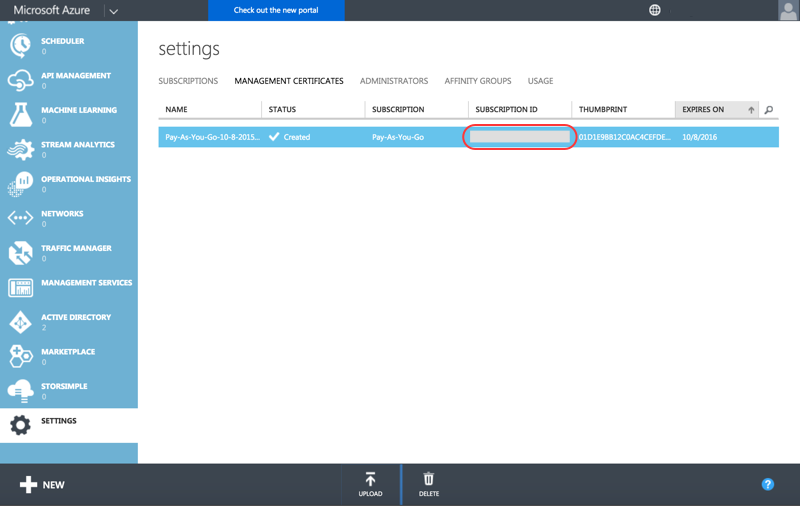 Microsoft Azure
Check out the new portal
SCHEDULER
0
API MANAGEMENT
0
MACHINE LEARNING
0
STREAM ANALYTICS
0
OPERATIONAL INSIGHTS
0
NETWORKS
0
TRAFFIC MANAGER
0
MANAGEMENT SERVICES
ACTIVE DIRECTORY
2
MARKETPLACE
0
STORSIMPLE
0
SETTINGS
settings
SUBSCRIPTIONS MANAGEMENT CERTIFICATES ADMINISTRATORS AFFINITY GROUPS USAGE
NAME STATUS SUBSCRIPTION SUBSCRIPTION ID THUMBPRINT EXPIRES ON
Pay-As-You-Go-10-8-2015... Created Pay-As-You-Go 01D1E98B12C0AC4CEFDE... 10/8/2016
NEW
UPLOAD
DELETE
?